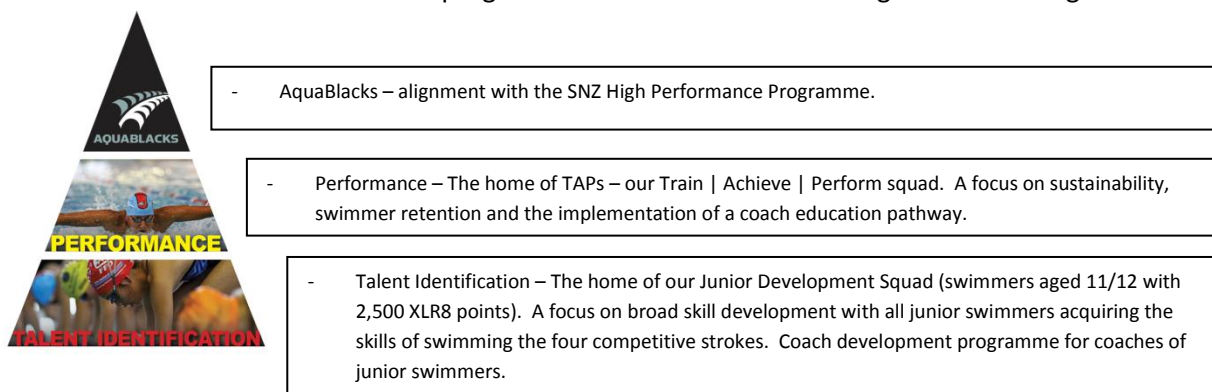 AQUABLACKS
- AquaBlacks – alignment with the SNZ High Performance Programme.
PERFORMANCE
- Performance – The home of TAPs – our Train | Achieve | Perform squad. A focus on sustainability,
swimmer retention and the implementation of a coach education pathway.
TALENT IDENTIFICATION
- Talent Identification – The home of our Junior Development Squad (swimmers aged 11/12 with
2,500 XLR8 points). A focus on broad skill development with all junior swimmers acquiring the
skills of swimming the four competitive strokes. Coach development programme for coaches of
junior swimmers.